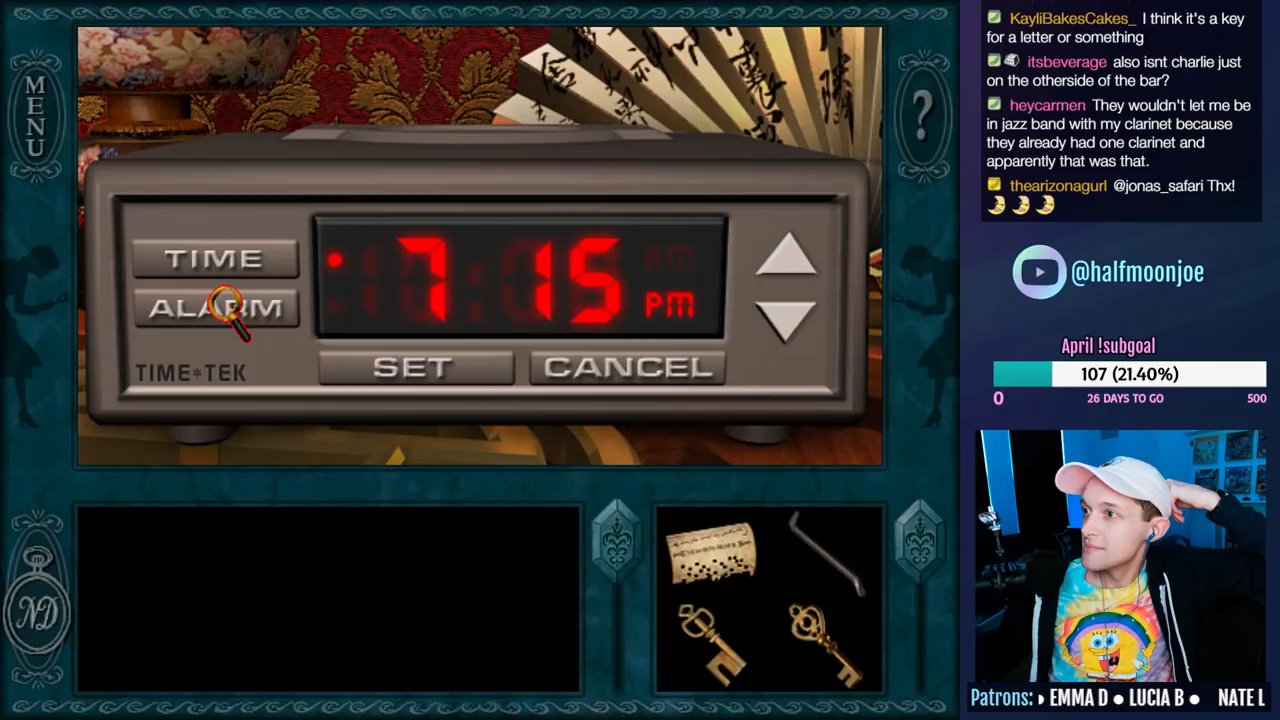 MENU
?
TIME
ALARM
7 15
AM
PM
TIME*TEK
SET
CANCEL
ND
KayliBakesCakes_ I think it's a key
for a letter or something
itsbeverage also isnt charlie just
on the otherside of the bar?
heycarmen They wouldn't let me be
in jazz band with my clarinet because
they already had one clarinet and
apparently that was that.
thearizonagurl @jonas_safari Thx!
@halfmoonjoe
April !subgoal
107 (21.40%)
0
26 DAYS TO GO
500
Patrons: EMMA D ● LUCIA B ● NATE L